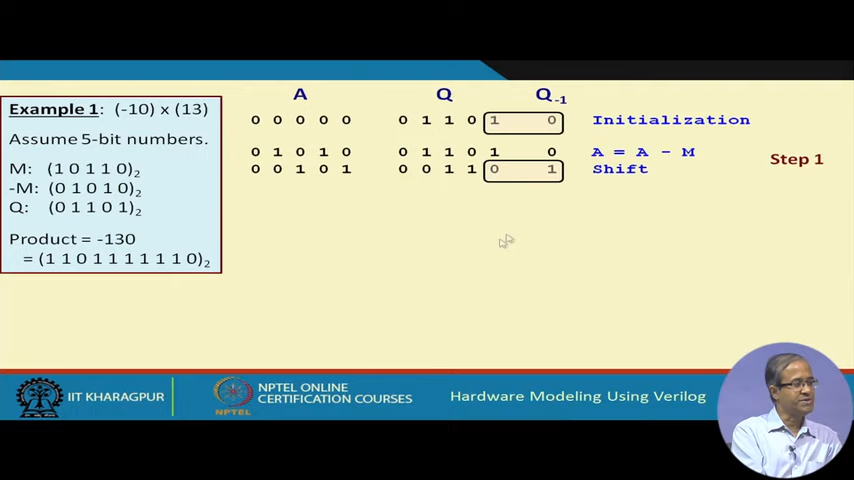 A Q Q-1
Example 1: (-10) x (13)
Assume 5-bit numbers.
M: (1 0 1 1 0)2
-M: (0 1 0 1 0)2
Q: (0 1 1 0 1)2
Product = -130
= (1 1 0 1 1 1 1 1 1 0)2
0 0 0 0 0 0 1 1 0 1 0 Initialization
0 1 0 1 0 0 1 1 0 1 0 A = A - M
0 0 1 0 1 0 0 1 1 0 1 Shift
Step 1
IIT KHARAGPUR
NPTEL
NPTEL ONLINE
CERTIFICATION COURSES
Hardware Modeling Using Verilog